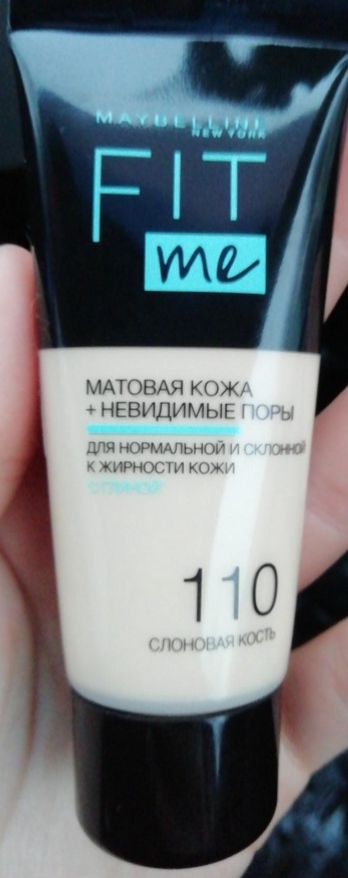 MAYBELLINE
NEW YORK
FIT
me
МАТОВАЯ КОЖА
+ НЕВИДИМЫЕ ПОРЫ
ДЛЯ НОРМАЛЬНОЙ И СКЛОННОЙ
К ЖИРНОСТИ КОЖИ
С ГЛИНОЙ
110
СЛОНОВАЯ КОСТЬ